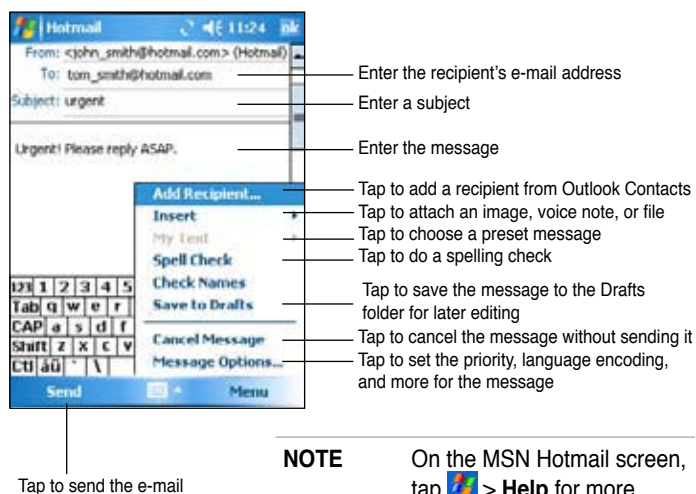 Hotmail 11:24 ok
From: <john_smith@hotmail.com> (Hotmail)
To: tom_smith@hotmail.com
Enter the recipient's e-mail address
Subject: urgent
Enter a subject
Urgent! Please reply ASAP.
Enter the message
Add Recipient...
Tap to add a recipient from Outlook Contacts
Insert
Tap to attach an image, voice note, or file
My Text
Tap to choose a preset message
Spell Check
Tap to do a spelling check
Check Names
Save to Drafts
Tap to save the message to the Drafts
folder for later editing
Cancel Message
Tap to cancel the message without sending it
Message Options...
Tap to set the priority, language encoding,
and more for the message
123 1 2 3 4 5
Tab q w e r
CAP a s d f
Shift z x c v
Ctl áü ` \
Send Menu
Tap to send the e-mail
NOTE On the MSN Hotmail screen,
tap > Help for more